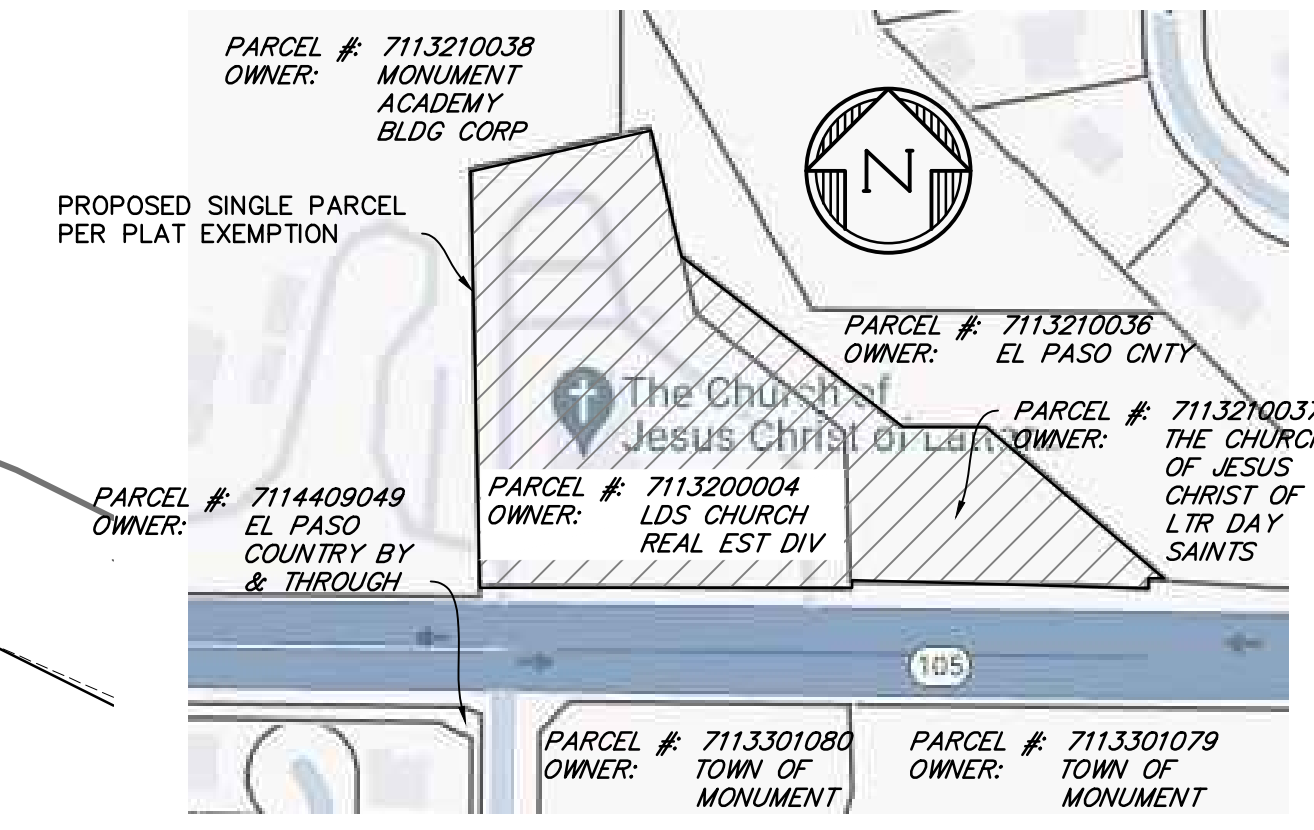 PARCEL #: 7113210038
OWNER: MONUMENT
ACADEMY
BLDG CORP
PROPOSED SINGLE PARCEL
PER PLAT EXEMPTION
N
PARCEL #: 7113210036
OWNER: EL PASO CNTY
The Church of
Jesus Christ of Latter
PARCEL #: 7113210037
OWNER: THE CHURCH
OF JESUS
CHRIST OF
LTR DAY
SAINTS
PARCEL #: 7114409049
OWNER: EL PASO
COUNTRY BY
& THROUGH
PARCEL #: 7113200004
OWNER: LDS CHURCH
REAL EST DIV
105
PARCEL #: 7113301080
OWNER: TOWN OF
MONUMENT
PARCEL #: 7113301079
OWNER: TOWN OF
MONUMENT